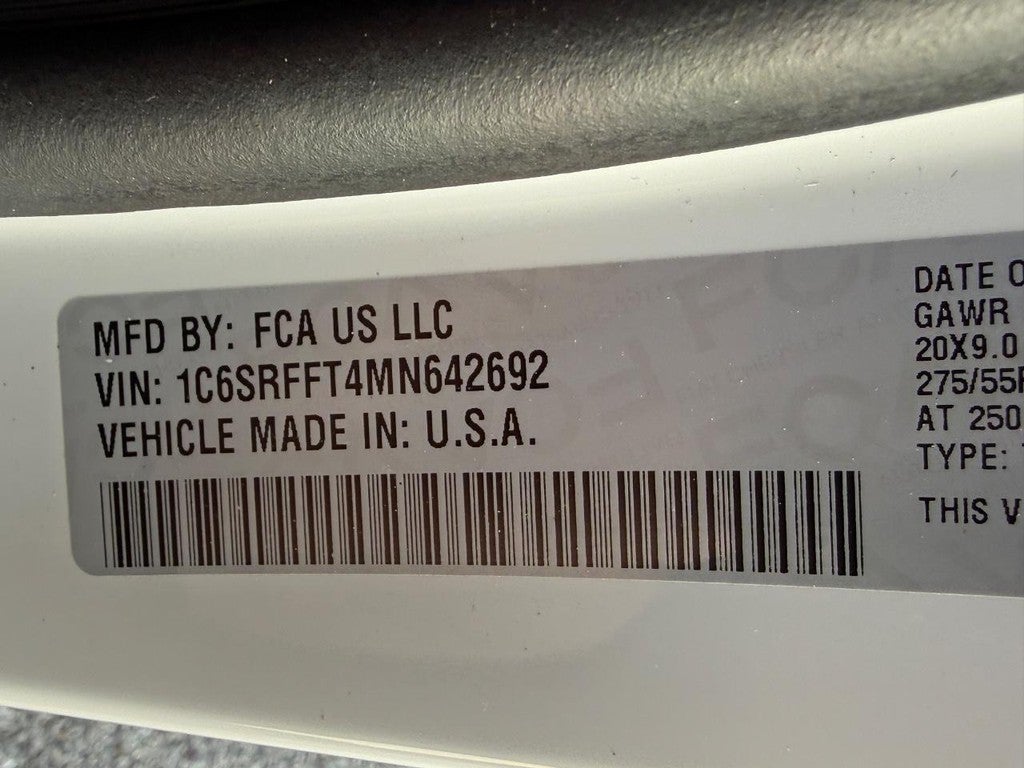 MFD BY: FCA US LLC
VIN: 1C6SRFFT4MN642692
VEHICLE MADE IN: U.S.A.
DATE O
GAWR
20X9.0
275/55R
AT 250
TYPE:
THIS V